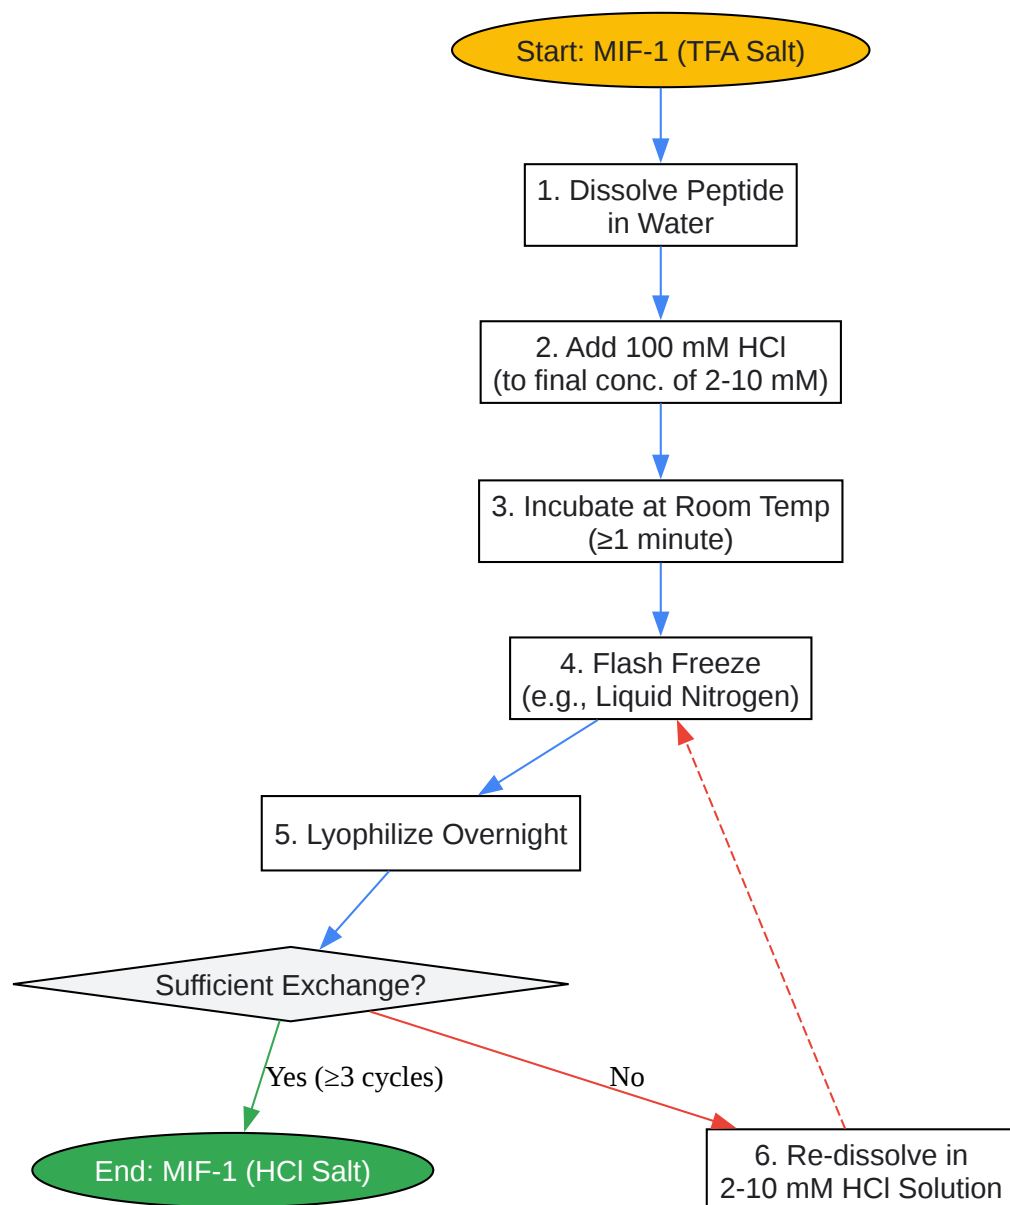 Start: MIF-1 (TFA Salt)
1. Dissolve Peptide
in Water
2. Add 100 mM HCl
(to final conc. of 2-10 mM)
3. Incubate at Room Temp
(≥1 minute)
4. Flash Freeze
(e.g., Liquid Nitrogen)
5. Lyophilize Overnight
Sufficient Exchange?
Yes (≥3 cycles)
No
End: MIF-1 (HCl Salt)
6. Re-dissolve in
2-10 mM HCl Solution